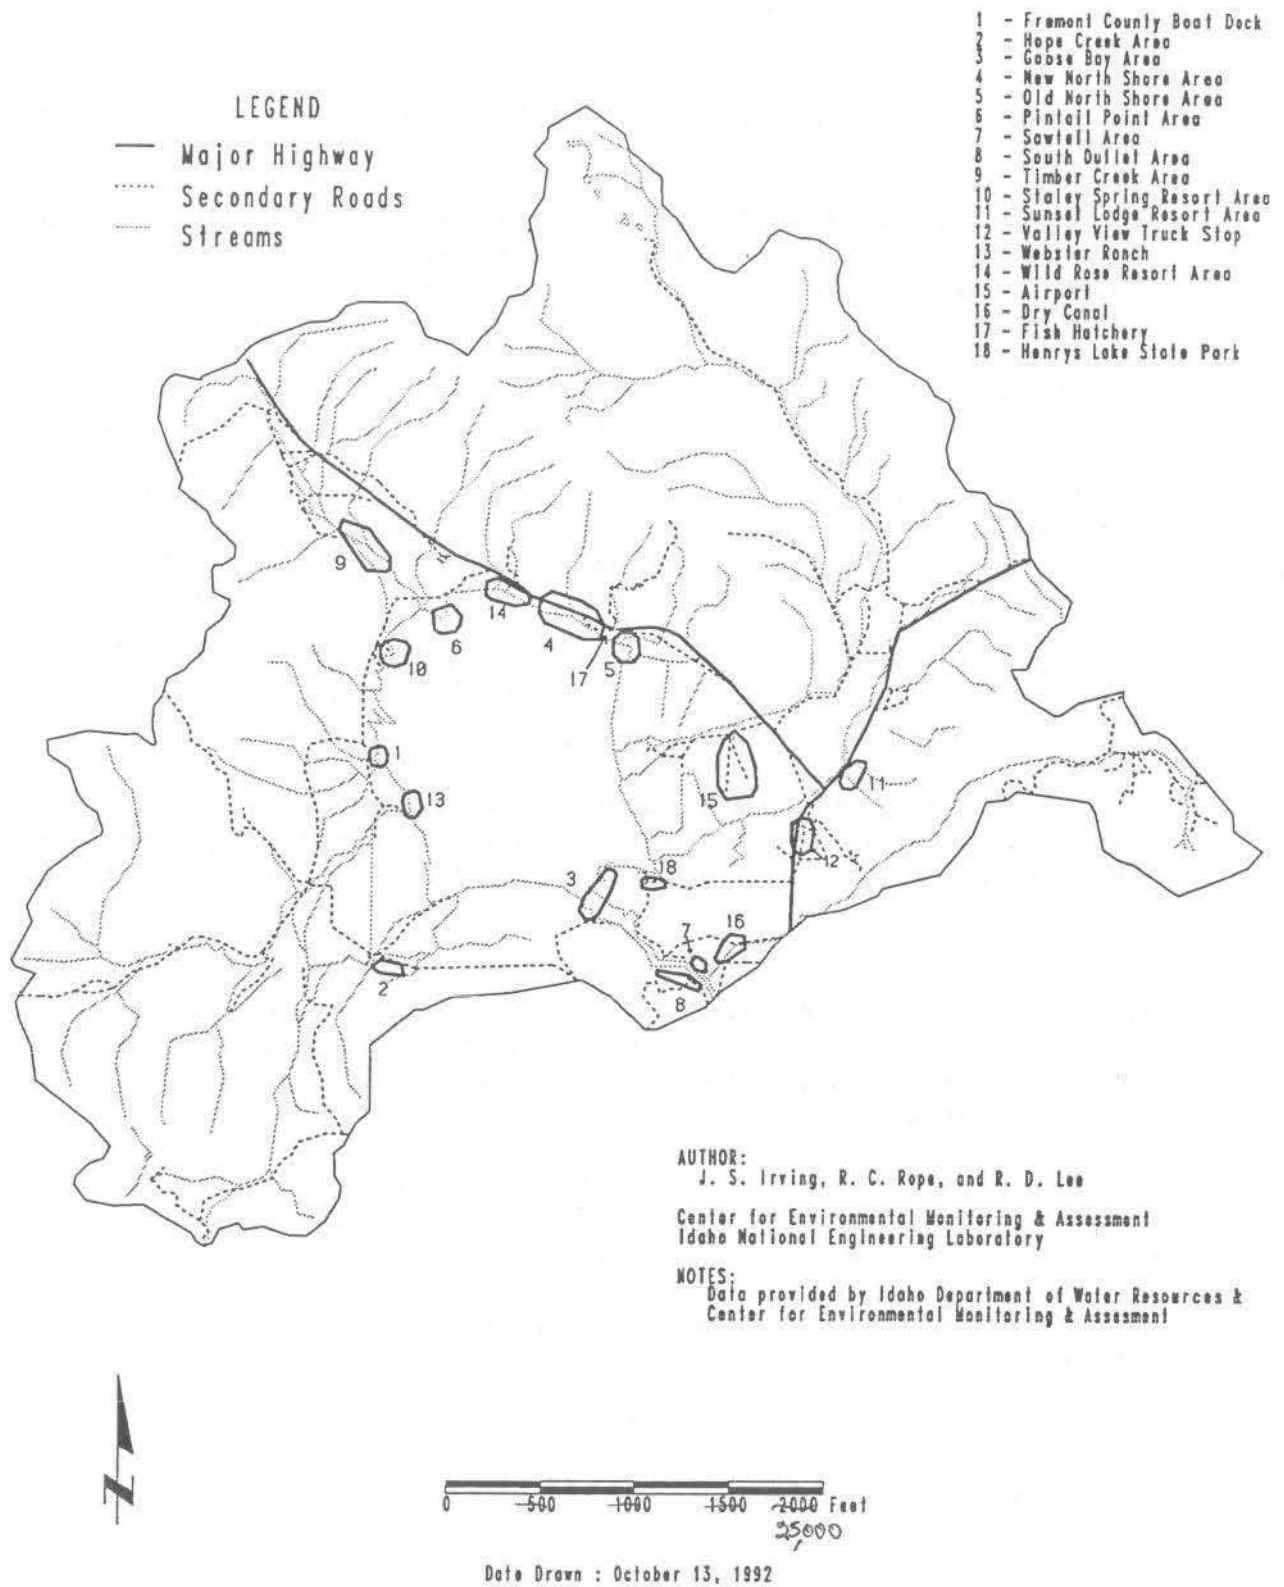 1 - Fremont County Boat Dock
2 - Hope Creek Area
3 - Goose Bay Area
4 - New North Shore Area
5 - Old North Shore Area
6 - Pintail Point Area
7 - Sawtell Area
8 - South Outlet Area
9 - Timber Creek Area
10 - Staley Spring Resort Area
11 - Sunset Lodge Resort Area
12 - Valley View Truck Stop
13 - Webster Ranch
14 - Wild Rose Resort Area
15 - Airport
16 - Dry Canal
17 - Fish Hatchery
18 - Henrys Lake State Park
LEGEND
Major Highway
Secondary Roads
Streams
9
14
6
4
10
17
5
1
13
15
11
12
3
18
16
7
2
8
AUTHOR:
J. S. Irving, R. C. Rope, and R. D. Lee
Center for Environmental Monitoring & Assessment
Idaho National Engineering Laboratory
NOTES:
Data provided by Idaho Department of Water Resources &
Center for Environmental Monitoring & Assesment
N
0 500 1000 1500 2000 Feet
25,000
Date Drawn : October 13, 1992